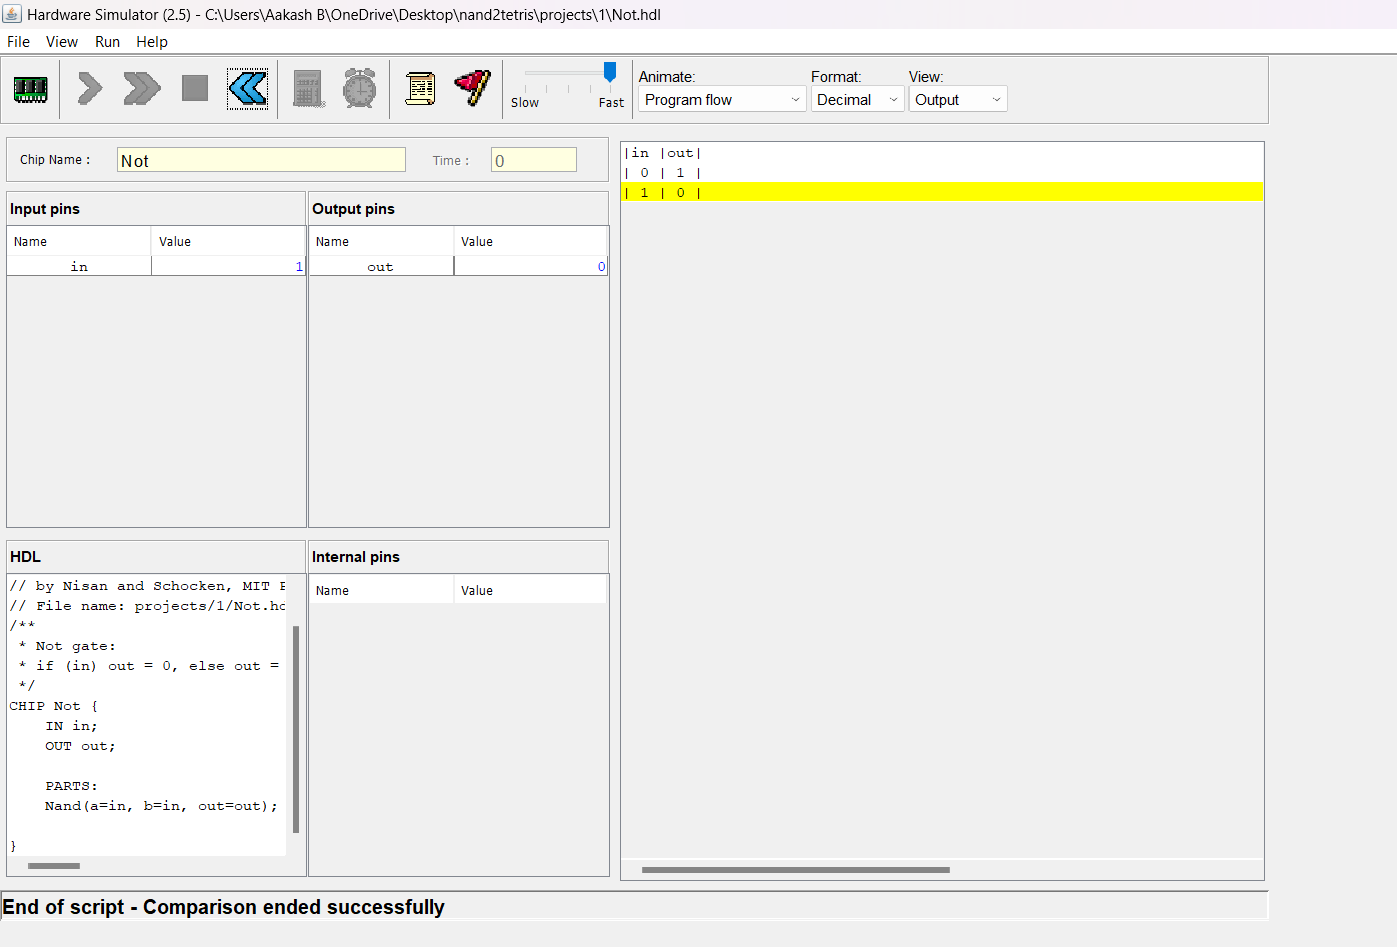 Hardware Simulator (2.5) - C:\Users\Aakash B\OneDrive\Desktop\nand2tetris\projects\1\Not.hdl
File View Run Help
Slow Fast
Animate: Format: View:
Program flow Decimal Output
Chip Name : Not Time : 0
Input pins
Name Value
in 1
Output pins
Name Value
out 0
HDL
// by Nisan and Schocken, MIT
// File name: projects/1/Not.hd
/**
* Not gate:
* if (in) out = 0, else out =
*/
CHIP Not {
IN in;
OUT out;
PARTS:
Nand(a=in, b=in, out=out);
}
Internal pins
Name Value
|in |out|
| 0 | 1 |
| 1 | 0 |
End of script - Comparison ended successfully